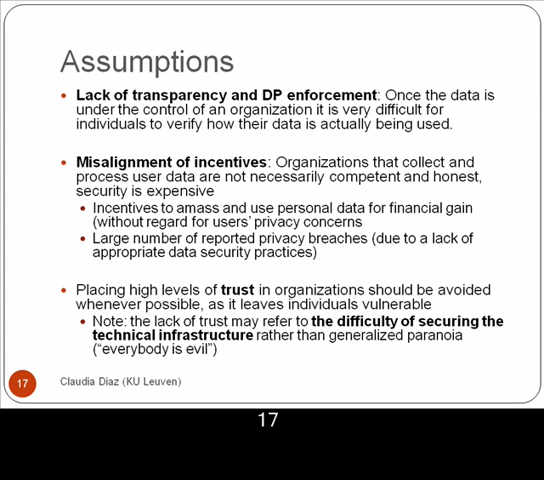 Assumptions
• Lack of transparency and DP enforcement: Once the data is
under the control of an organization it is very difficult for
individuals to verify how their data is actually being used.
• Misalignment of incentives: Organizations that collect and
process user data are not necessarily competent and honest,
security is expensive
• Incentives to amass and use personal data for financial gain
(without regard for users' privacy concerns
• Large number of reported privacy breaches (due to a lack of
appropriate data security practices)
• Placing high levels of trust in organizations should be avoided
whenever possible, as it leaves individuals vulnerable
• Note: the lack of trust may refer to the difficulty of securing the
technical infrastructure rather than generalized paranoia
("everybody is evil")
17 Claudia Diaz (KU Leuven)
17